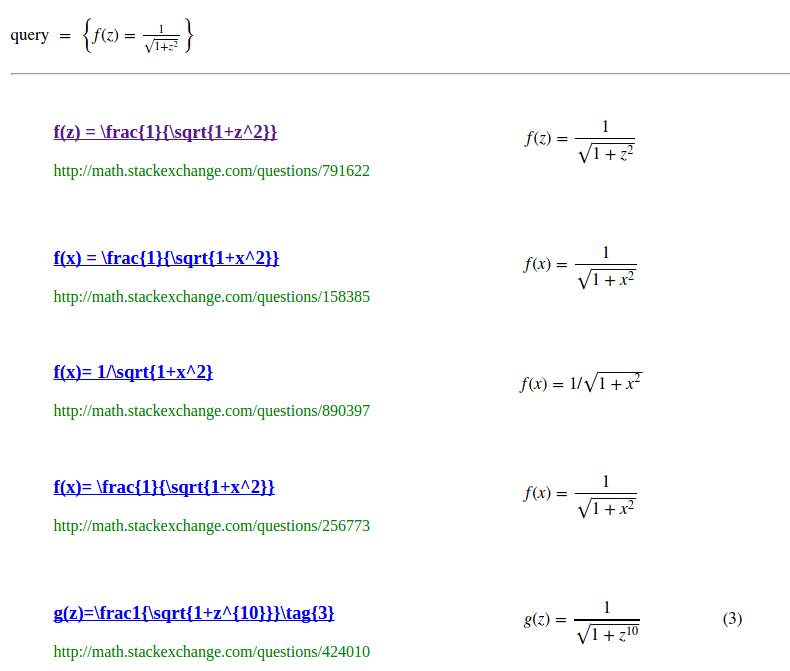 query = { f(z) = \frac{1}{\sqrt{1+z^2}} }
f(z) = \frac{1}{\sqrt{1+z^2}} f(z) = \frac{1}{\sqrt{1+z^2}}
http://math.stackexchange.com/questions/791622
f(x) = \frac{1}{\sqrt{1+x^2}} f(x) = \frac{1}{\sqrt{1+x^2}}
http://math.stackexchange.com/questions/158385
f(x)= 1/\sqrt{1+x^2} f(x) = 1/√1 + x²
http://math.stackexchange.com/questions/890397
f(x)= \frac{1}{\sqrt{1+x^2}} f(x) = \frac{1}{\sqrt{1+x^2}}
http://math.stackexchange.com/questions/256773
g(z)=\frac1{\sqrt{1+z^{10}}}\tag{3} g(z) = \frac{1}{\sqrt{1+z^{10}}} (3)
http://math.stackexchange.com/questions/424010